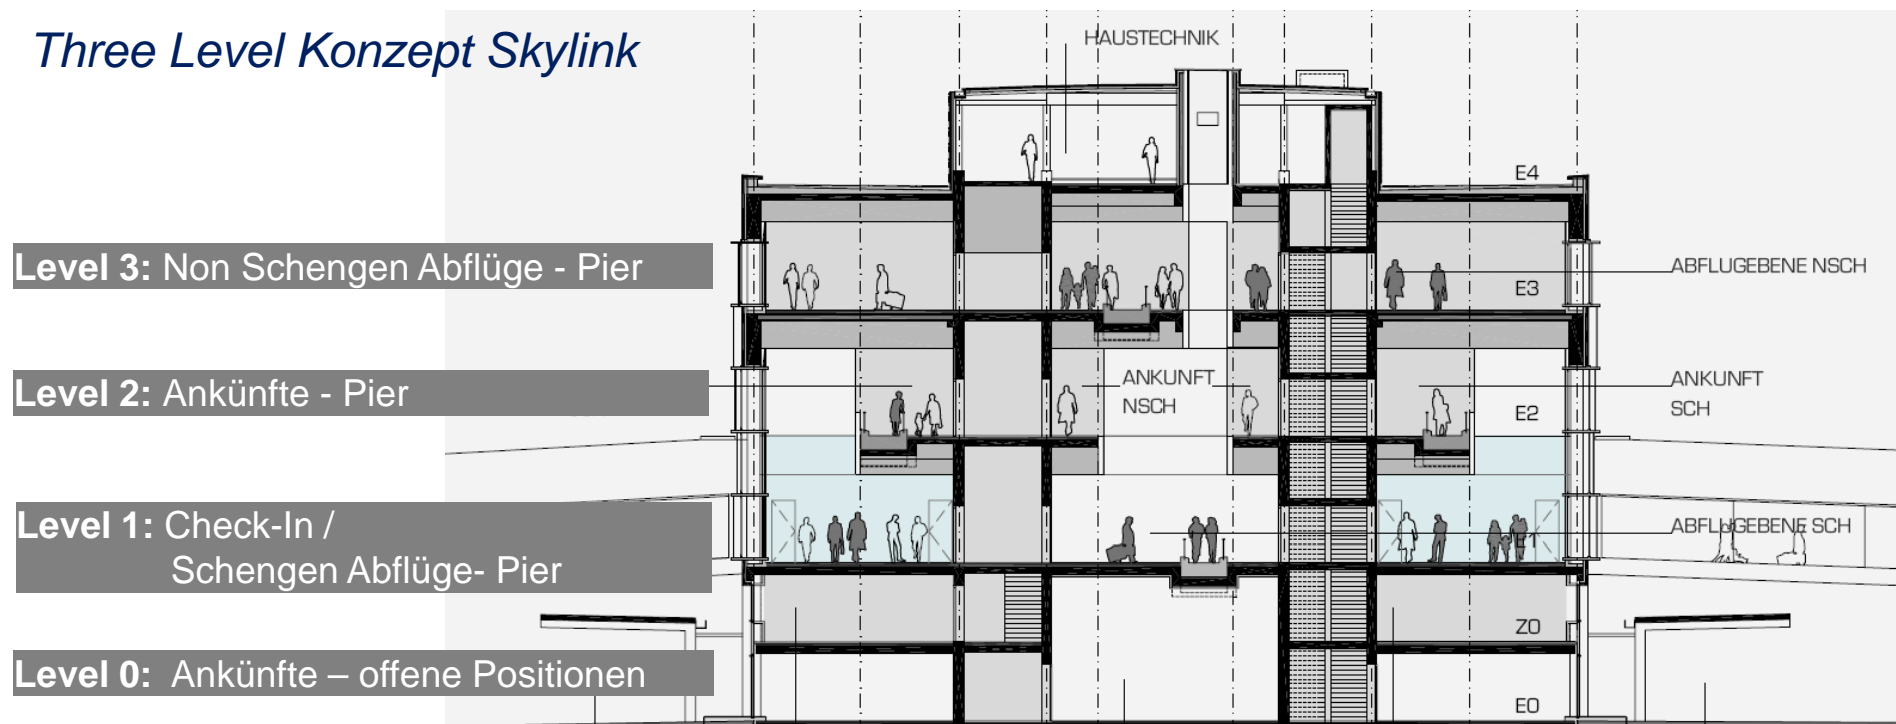 Three Level Konzept Skylink
HAUSTECHNIK
E4
Level 3: Non Schengen Abflüge - Pier
ABFLUGEBENE NSCH
E3
Level 2: Ankünfte - Pier
ANKUNFT
NSCH
ANKUNFT
SCH
E2
Level 1: Check-In /
Schengen Abflüge- Pier
ABFLUGEBENE SCH
E1
Z0
Level 0: Ankünfte – offene Positionen
E0